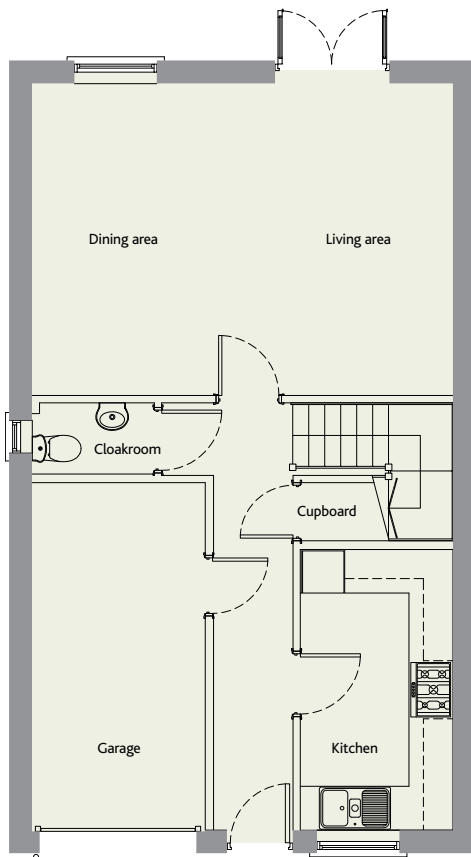 Dining area
Living area
Cloakroom
Cupboard
Garage
Kitchen